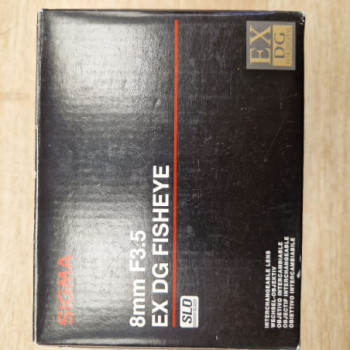 SIGMA
8mm F3.5
EX DG FISHEYE
SLD
EX
DG
INTERCHANGEABLE LENS
WECHSEL-OBJEKTIV
OBJETIVO INTERCAMBIABLE
OBJECTIF INTERCHANGEABLE
OBIETTIVO INTERCAMBIABILE